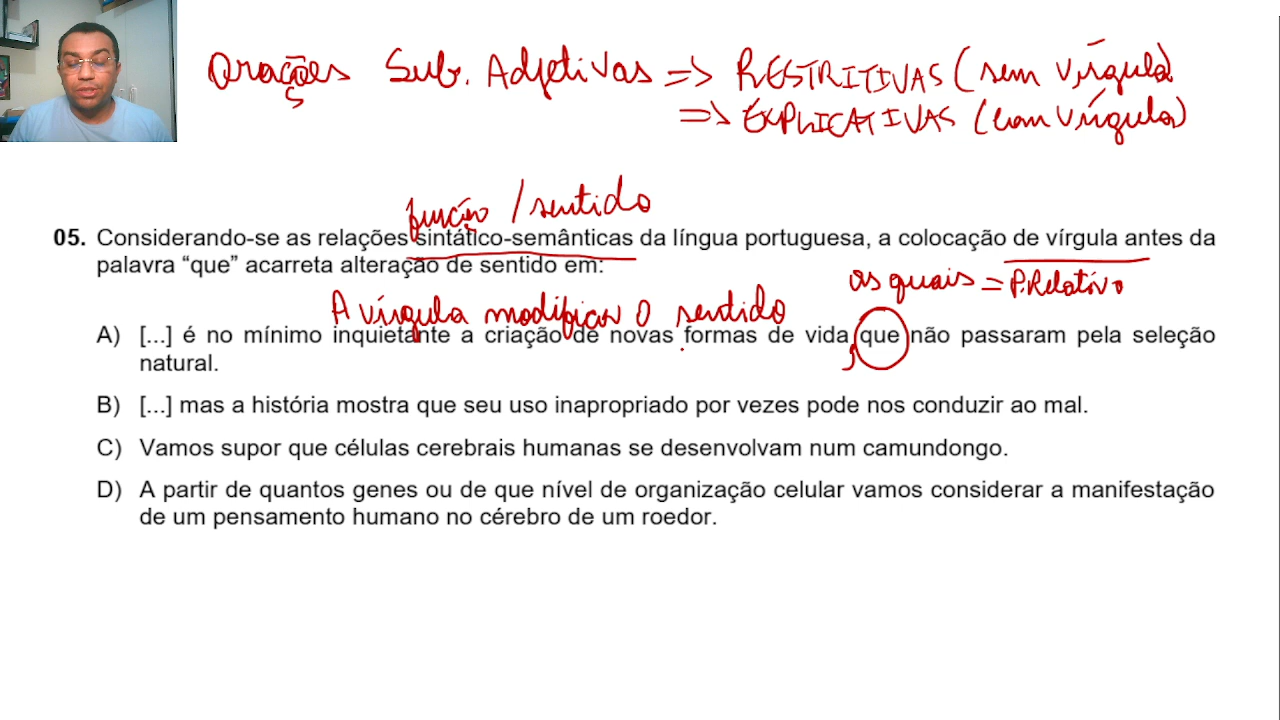 Orações Sub. Adjetivas => RESTRITIVAS (sem vírgula)
=> EXPLICATIVAS (com vírgula)
função / sentido
05. Considerando-se as relações sintático-semânticas da língua portuguesa, a colocação de vírgula antes da
palavra “que” acarreta alteração de sentido em:
as quais = P.Relativo
A vírgula modificar o sentido
A) [...] é no mínimo inquietante a criação de novas formas de vida, que não passaram pela seleção
natural.
B) [...] mas a história mostra que seu uso inapropriado por vezes pode nos conduzir ao mal.
C) Vamos supor que células cerebrais humanas se desenvolvam num camundongo.
D) A partir de quantos genes ou de que nível de organização celular vamos considerar a manifestação
de um pensamento humano no cérebro de um roedor.